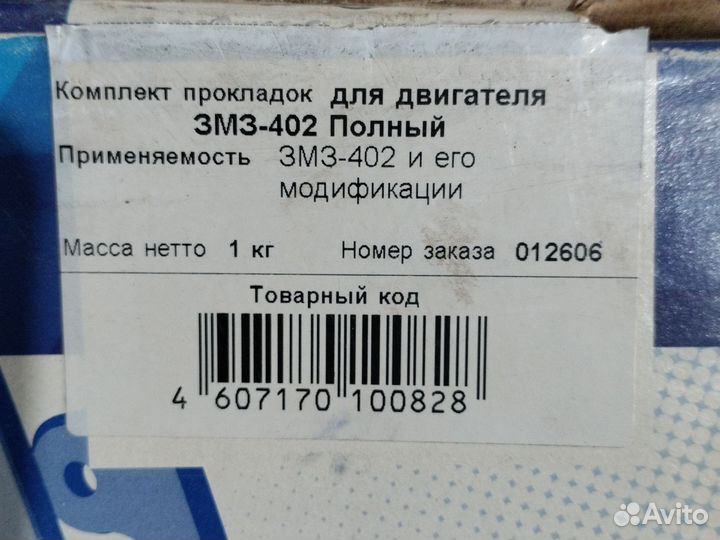 Комплект прокладок для двигателя
ЗМЗ-402 Полный
Применяемость ЗМЗ-402 и его
модификации
Масса нетто 1 кг Номер заказа 012606
Товарный код
4 607170 100828
Avito